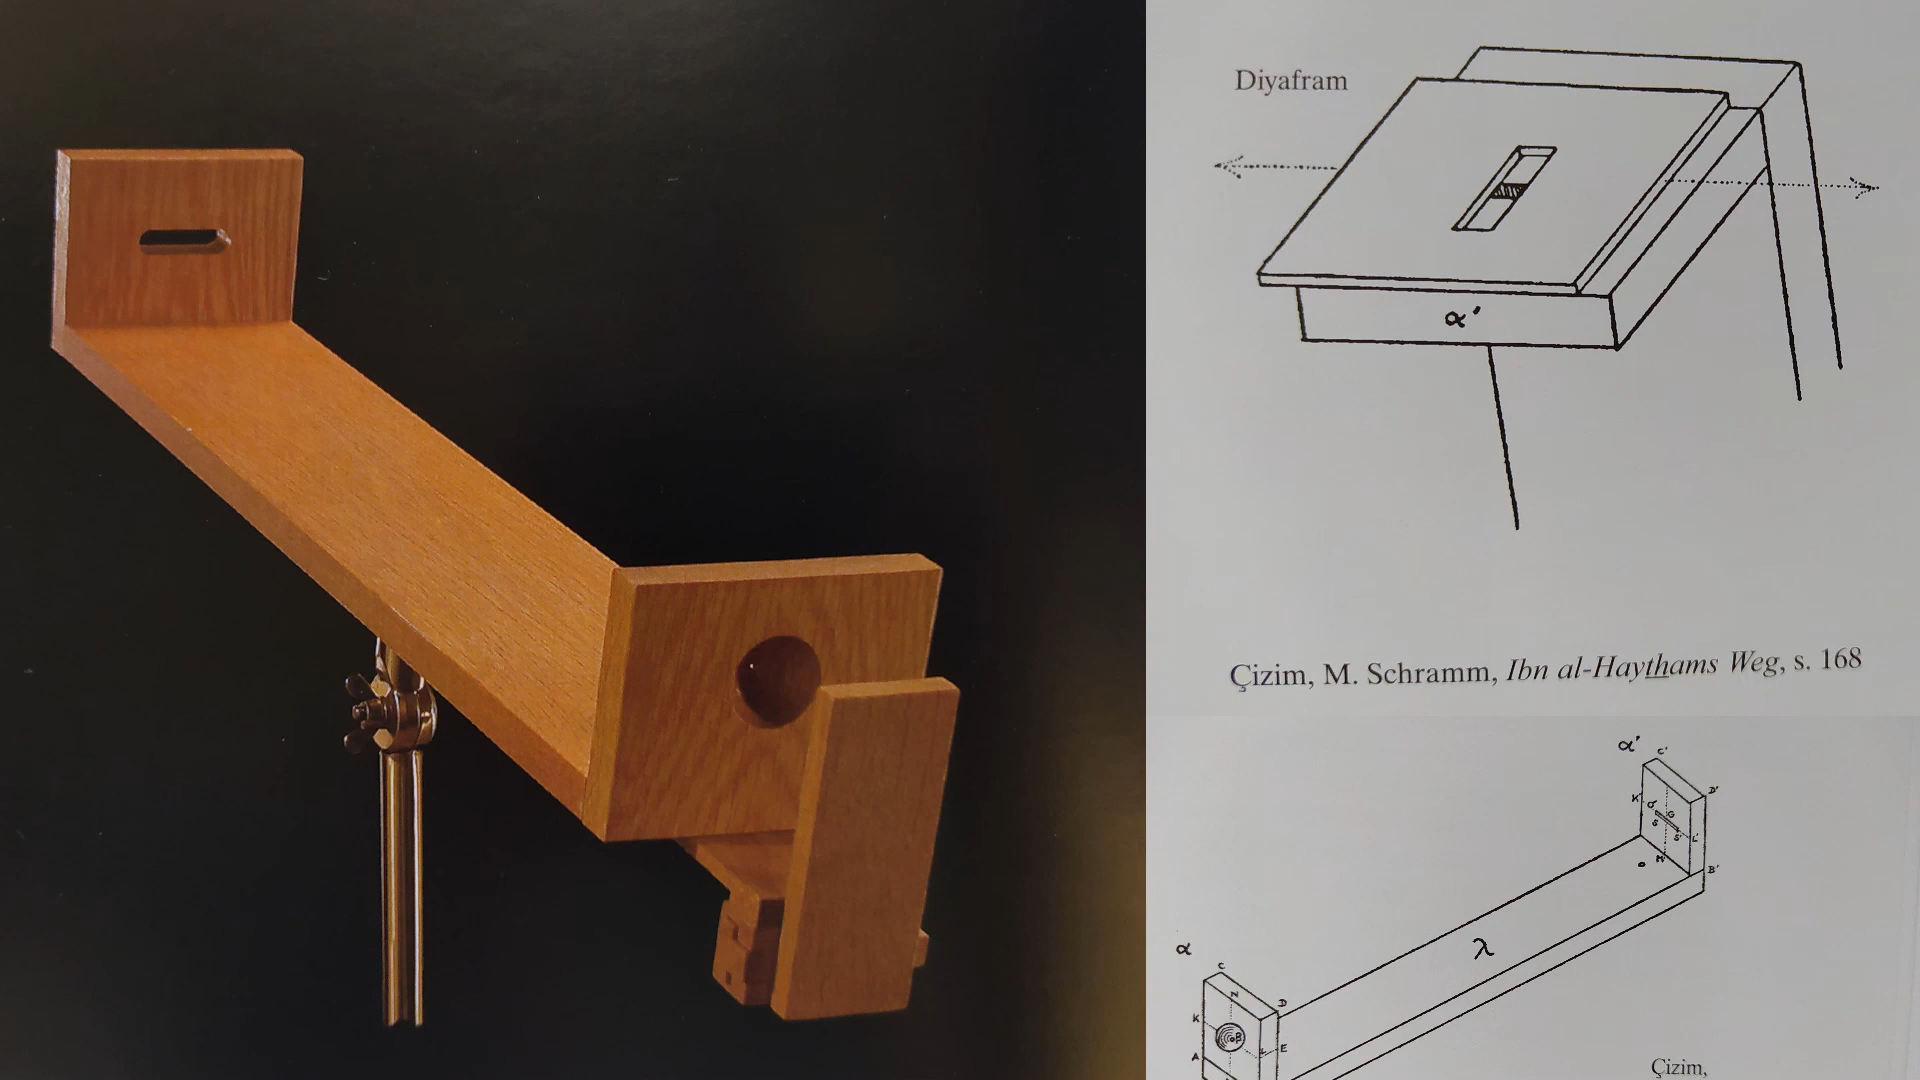 Diyafram
α'
Çizim, M. Schramm, Ibn al-Haythams Weg, s. 168
α' C'
D'
K' σ' G
S S' L'
M
B'
λ
α
C
N D
K
B
L E
A
Çizim,